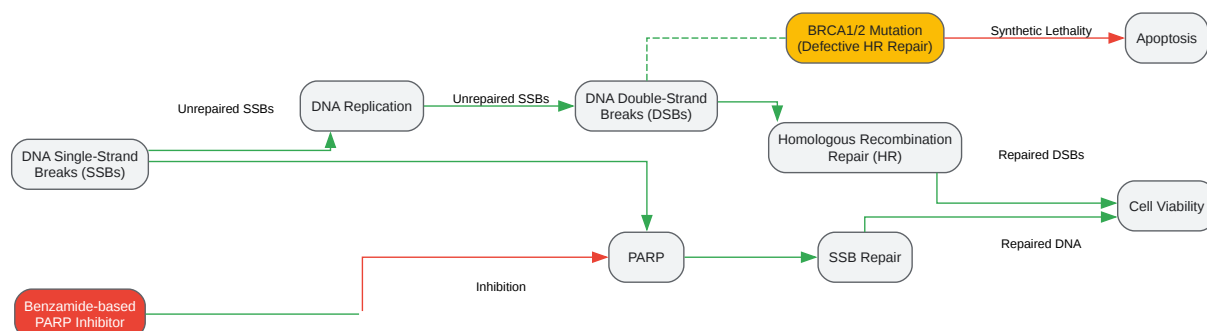 BRCA1/2 Mutation
(Defective HR Repair)
Synthetic Lethality
Apoptosis
Unrepaired SSBs
DNA Replication
Unrepaired SSBs
DNA Double-Strand
Breaks (DSBs)
Homologous Recombination
Repair (HR)
Repaired DSBs
DNA Single-Strand
Breaks (SSBs)
Cell Viability
PARP
SSB Repair
Repaired DNA
Inhibition
Benzamide-based
PARP Inhibitor